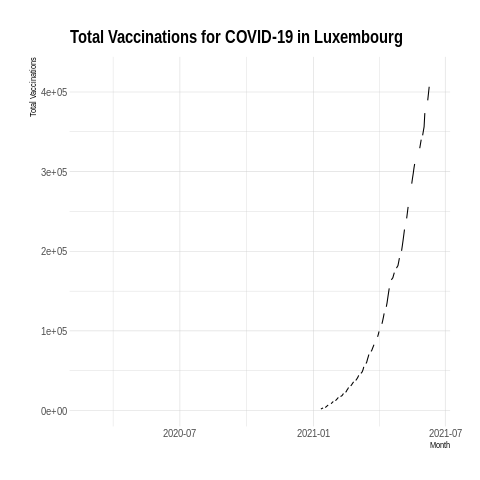 Total Vaccinations for COVID-19 in Luxembourg
Total Vaccinations
4e+05
3e+05
2e+05
1e+05
0e+00
2020-07
2021-01
2021-07
Month